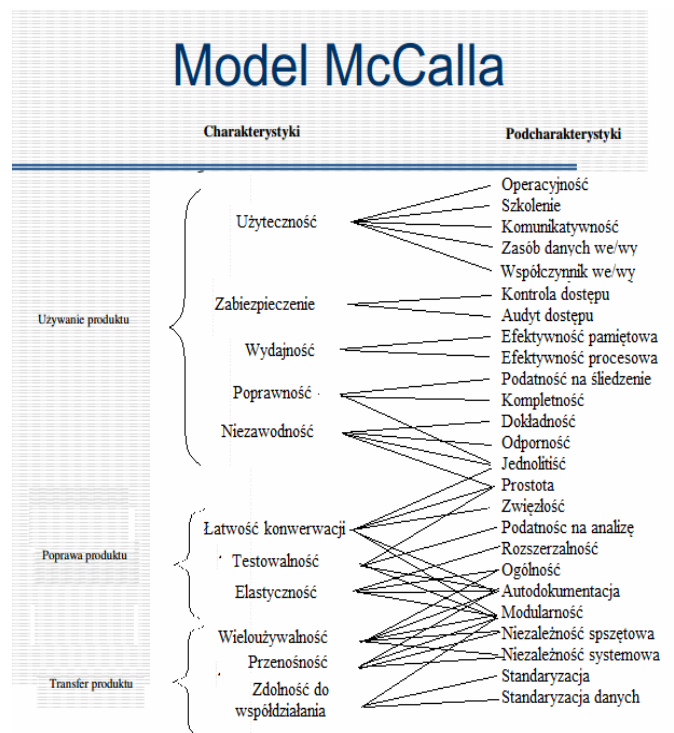 Model McCalla
Charakterystyki
Podcharakterystyki
Używanie produktu
Użyteczność
Zabiezpieczenie
Wydajność
Poprawność
Niezawodność
Operacyjność
Szkolenie
Komunikatywność
Zasób danych we/wy
Współczynnik we/wy
Kontrola dostępu
Audyt dostępu
Efektywność pamiętowa
Efektywność procesowa
Podatność na śliedzenie
Kompletność
Dokładność
Odporność
Jednolitiść
Prostota
Zwięzłość
Podatnośc na analizę
Rozszerzalność
Ogólność
Autodokumentacja
Modularność
Niezależność spszętowa
Niezależność systemowa
Standaryzacja
Standaryzacja danych
Poprawa produktu
Łatwość konwerwacji
Testowalność
Elastyczność
Transfer produktu
Wieloużywalność
Przenośność
Zdolność do
współdziałania